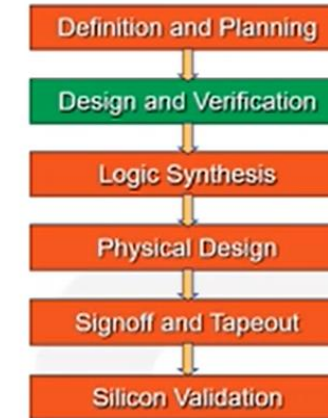 Definition and Planning
Design and Verification
Logic Synthesis
Physical Design
Signoff and Tapeout
Silicon Validation